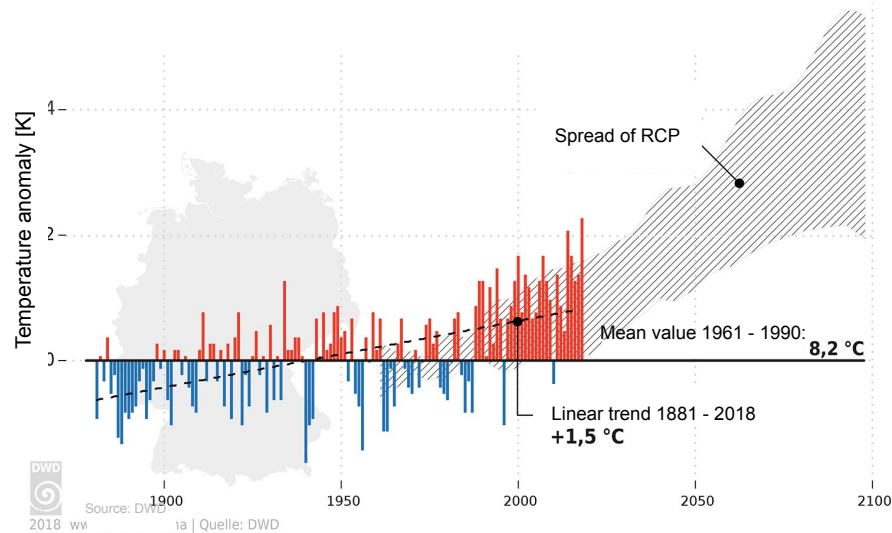 Temperature anomaly [K]
4
2
0
Spread of RCP
Mean value 1961 - 1990:
8,2 °C
Linear trend 1881 - 2018
+1,5 °C
1900
1950
2000
2050
2100
DWD
Source: DWD
2018 | Quelle: DWD